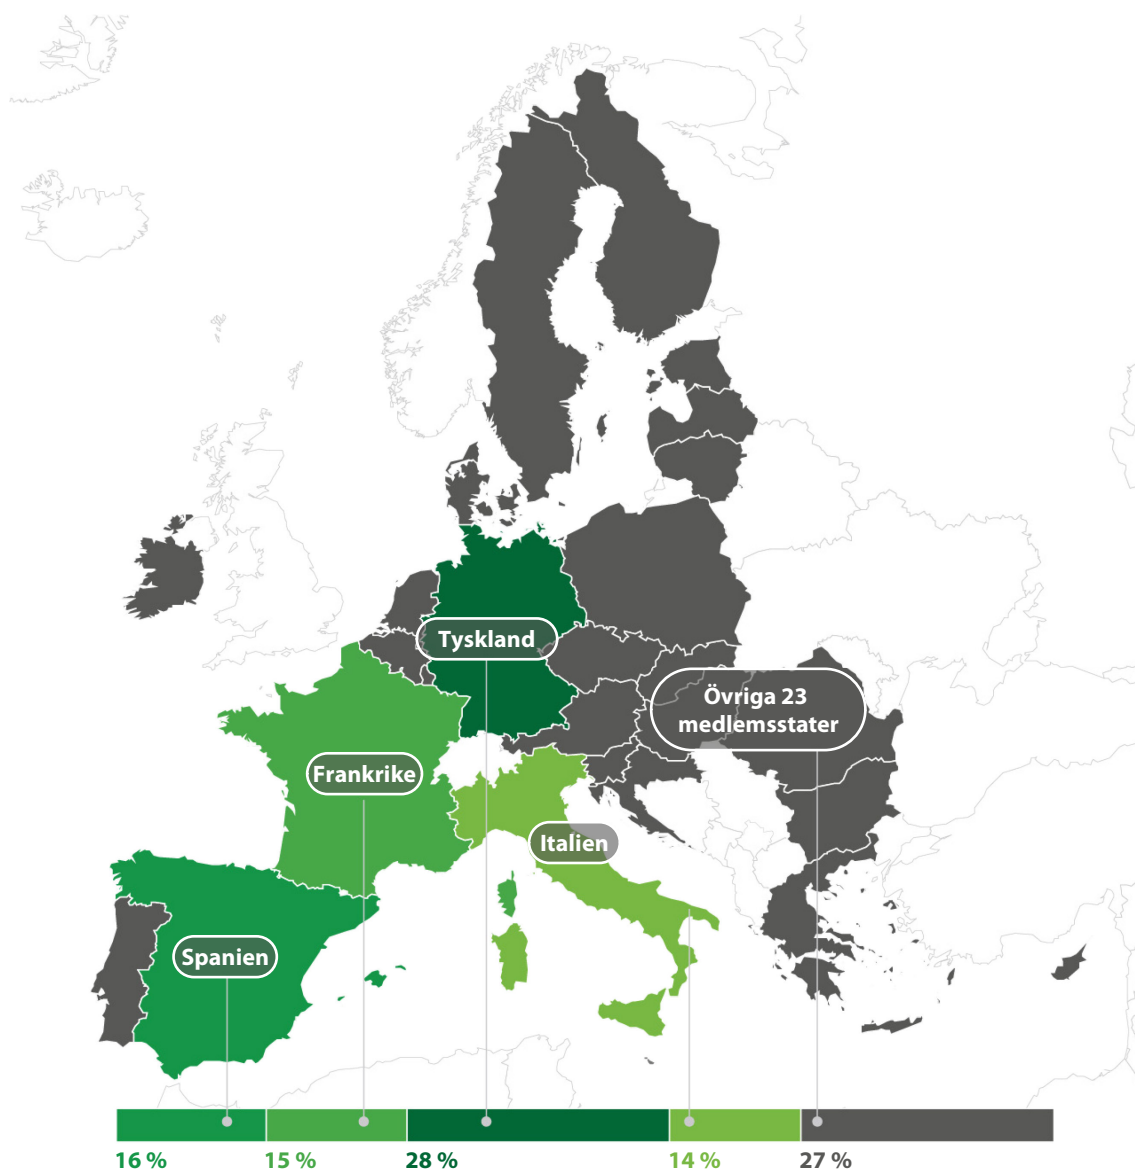 Tyskland
Övriga 23
medlemsstater
Frankrike
Italien
Spanien
16 %
15 %
28 %
14 %
27 %